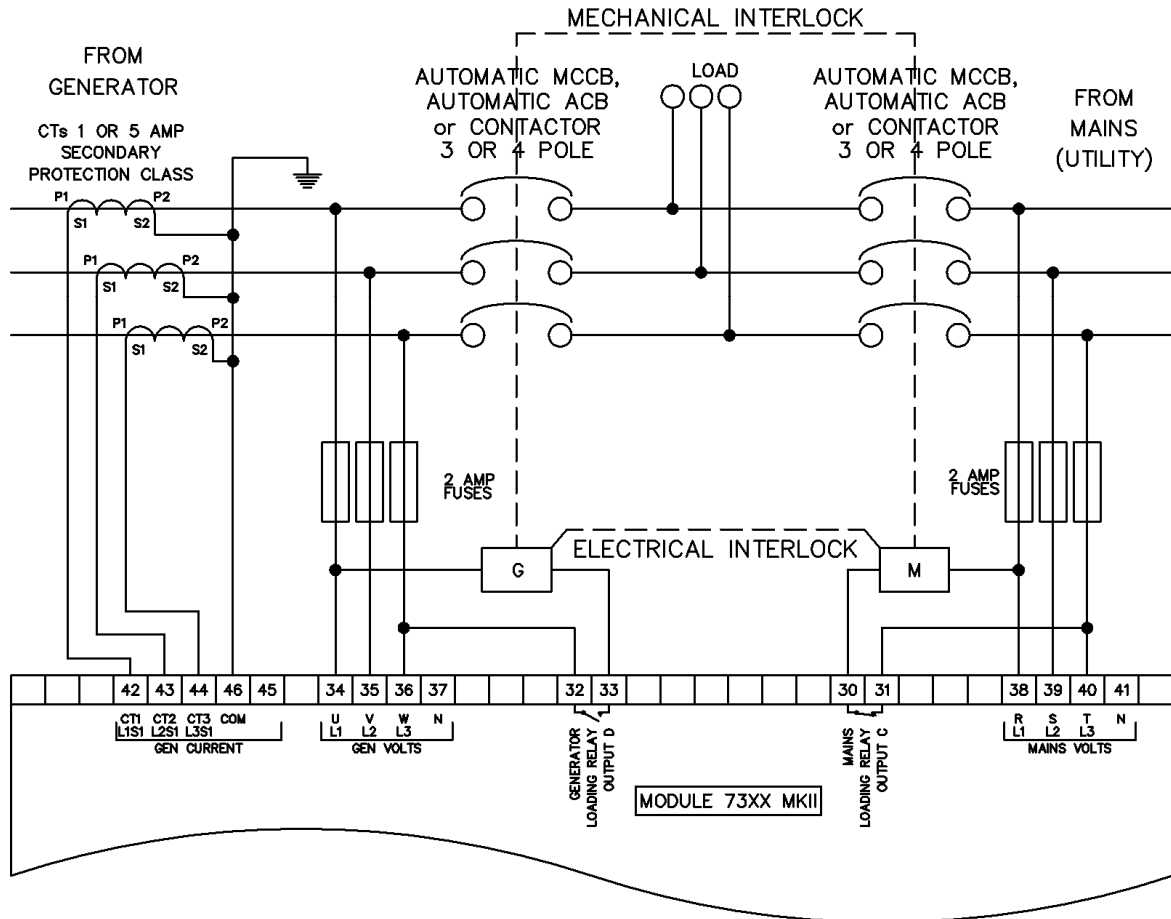 MECHANICAL INTERLOCK
FROM
GENERATOR
CTs 1 OR 5 AMP
SECONDARY
PROTECTION CLASS
AUTOMATIC MCCB,
AUTOMATIC ACB
or CONTACTOR
3 OR 4 POLE
LOAD
AUTOMATIC MCCB,
AUTOMATIC ACB
or CONTACTOR
3 OR 4 POLE
FROM
MAINS
(UTILITY)
P1 P2
S1 S2
P1 P2
S1 S2
P1 P2
S1 S2
2 AMP
FUSES
2 AMP
FUSES
ELECTRICAL INTERLOCK
G
M
42 43 44 46 45 34 35 36 37 32 33 30 31 38 39 40 41
CT1 CT2 CT3 COM
L1S1 L2S1 L3S1
GEN CURRENT
U V W N
L1 L2 L3
GEN VOLTS
GENERATOR
LOADING RELAY
OUTPUT D
MAINS
LOADING RELAY
OUTPUT C
R S T N
L1 L2 L3
MAINS VOLTS
MODULE 73XX MKII